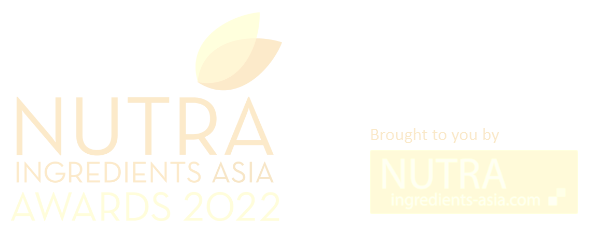 NUTRA
INGREDIENTS ASIA
AWARDS 2022
Brought to you by
NUTRA
ingredients-asia.com